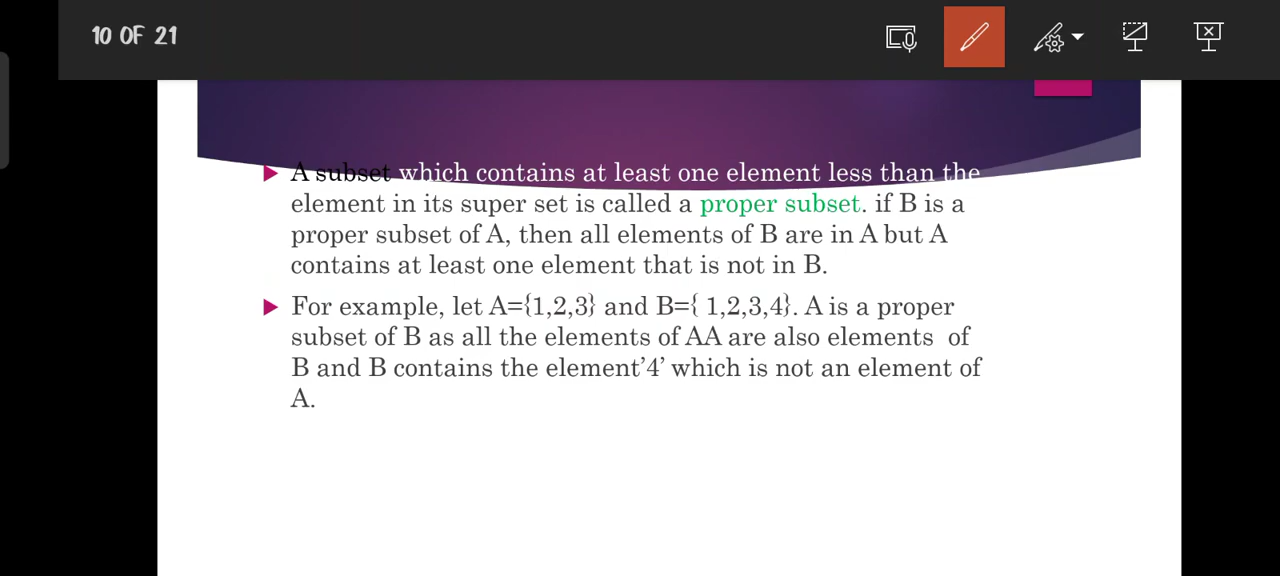 10 OF 21
A subset which contains at least one element less than the
element in its super set is called a proper subset. if B is a
proper subset of A, then all elements of B are in A but A
contains at least one element that is not in B.
For example, let A={1,2,3} and B={ 1,2,3,4}. A is a proper
subset of B as all the elements of AA are also elements of
B and B contains the element’4’ which is not an element of
A.